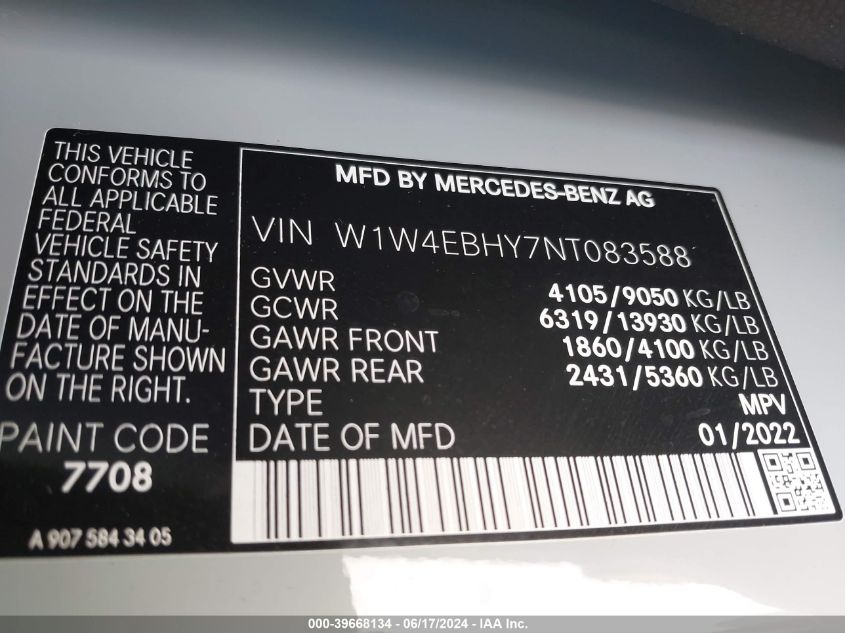 THIS VEHICLE
CONFORMS TO
ALL APPLICABLE
FEDERAL
VEHICLE SAFETY
STANDARDS IN
EFFECT ON THE
DATE OF MANU-
FACTURE SHOWN
ON THE RIGHT.
PAINT CODE
7708
A 907 584 34 05
MFD BY MERCEDES-BENZ AG
VIN W1W4EBHY7NT083588
GVWR 4105/9050 KG/LB
GCWR 6319/13930 KG/LB
GAWR FRONT 1860/4100 KG/LB
GAWR REAR 2431/5360 KG/LB
TYPE MPV
DATE OF MFD 01/2022
000-39668134 - 06/17/2024 - IAA Inc.